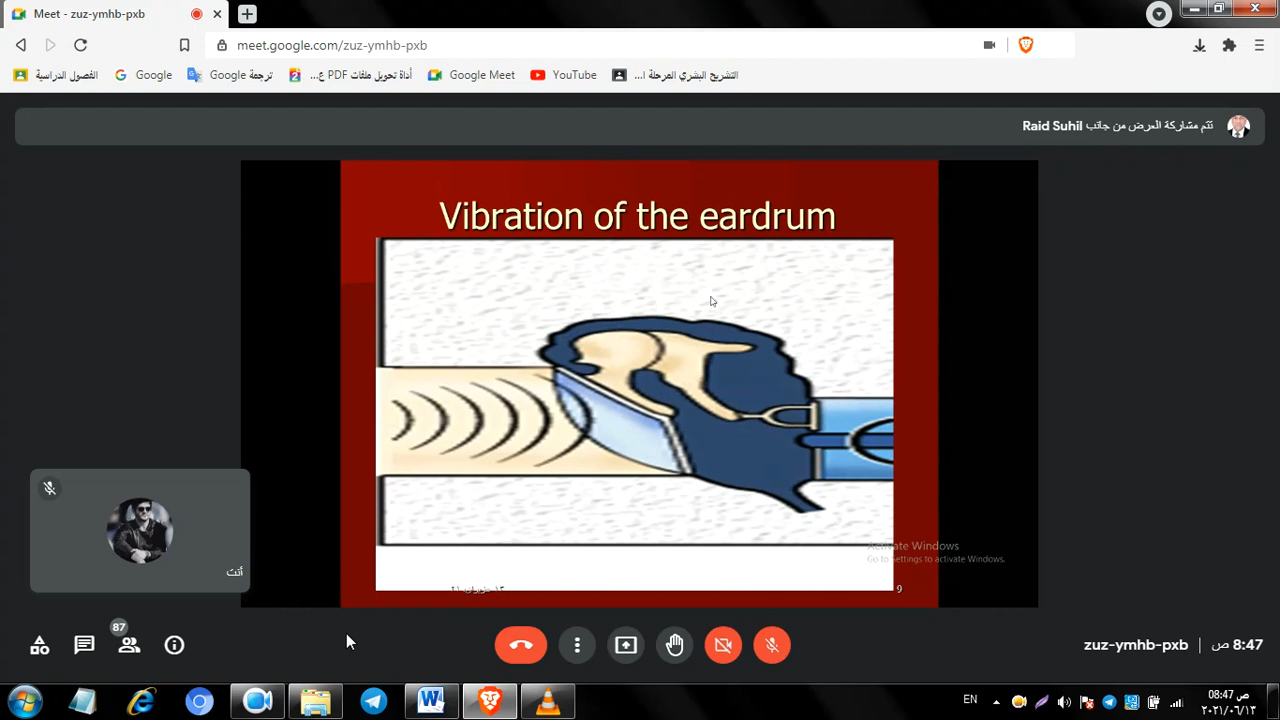 Meet - zuz-ymhb-pxb
meet.google.com/zuz-ymhb-pxb
الفصول الدراسية
Google
ترجمة Google
أداة تحويل ملفات PDF ع...
Google Meet
YouTube
التشريح البشري المرحلة ا...
تتم مشاركة العرض من جانب Raid Suhil
Vibration of the eardrum
Activate Windows
Go to Settings to activate Windows.
أنت
9
87
zuz-ymhb-pxb
8:47 ص
EN
08:47 ص
٢٠٢١/٠٦/١٣